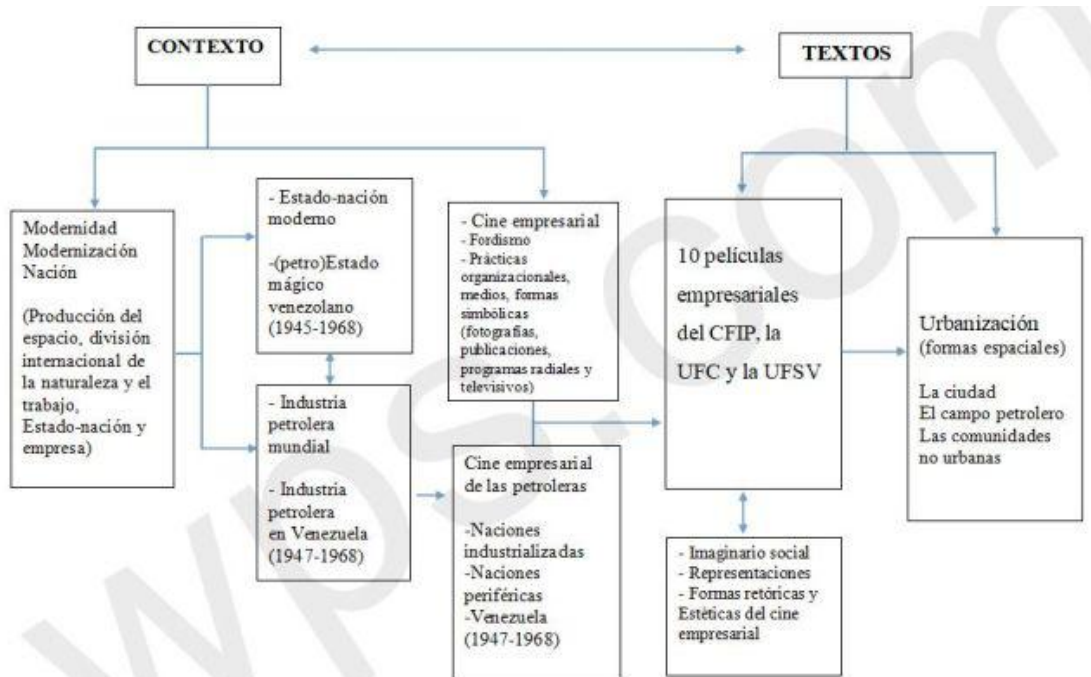 CONTEXTO
TEXTOS
Modernidad
Modernización
Nación
(Producción del
espacio, división
internacional de
la naturaleza y el
trabajo,
Estado-nación y
empresa)
- Estado-nación
moderno
-(petro)Estado
mágico
venezolano
(1945-1968)
- Industria
petrolera
mundial
- Industria
petrolera
en Venezuela
(1947-1968)
- Cine empresarial
- Fordismo
- Prácticas
organizacionales,
medios, formas
simbólicas
(fotografías,
publicaciones,
programas radiales y
televisivos)
Cine empresarial
de las petroleras
-Naciones
industrializadas
-Naciones
periféricas
-Venezuela
(1947-1968)
10 películas
empresariales
del CFIP, la
UFC y la UFSV
- Imaginario social
- Representaciones
- Formas retóricas y
Estéticas del cine
empresarial
Urbanización
(formas espaciales)
La ciudad
El campo petrolero
Las comunidades
no urbanas
wps.com